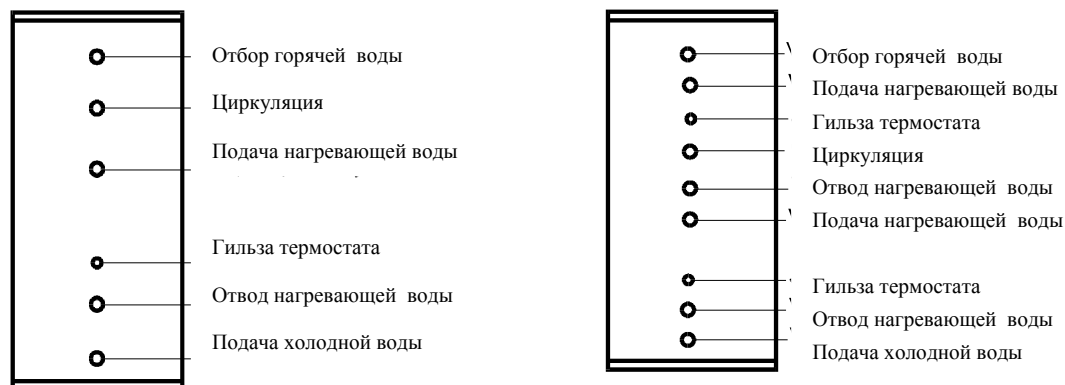 Отбор горячей воды
Циркуляция
Подача нагревающей воды
Гильза термостата
Отвод нагревающей воды
Подача холодной воды
Отбор горячей воды
Подача нагревающей воды
Гильза термостата
Циркуляция
Отвод нагревающей воды
Подача нагревающей воды
Гильза термостата
Отвод нагревающей воды
Подача холодной воды